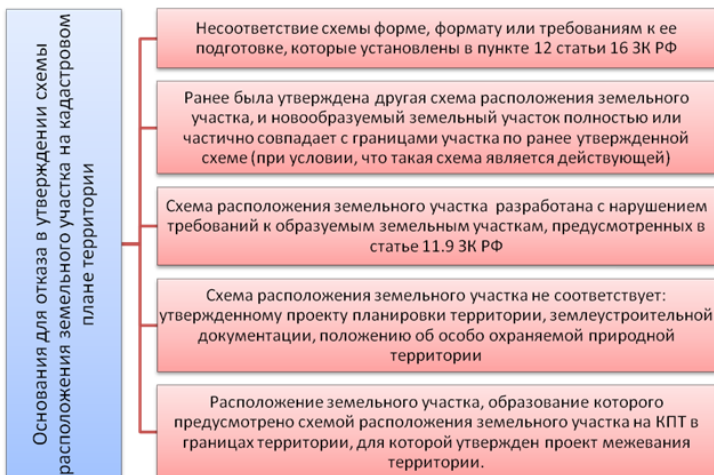 Основания для отказа в утверждении схемы
расположения земельного участка на кадастровом
плане территории
Несоответствие схемы форме, формату или требованиям к ее
подготовке, которые установлены в пункте 12 статьи 16 ЗК РФ
Ранее была утверждена другая схема расположения земельного
участка, и новообразуемый земельный участок полностью или
частично совпадает с границами участка по ранее утвержденной
схеме (при условии, что такая схема является действующей)
Схема расположения земельного участка разработана с нарушением
требований к образуемым земельным участкам, предусмотренных в
статье 11.9 ЗК РФ
Схема расположения земельного участка не соответствует:
утвержденному проекту планировки территории, землеустроительной
документации, положению об особо охраняемой природной
территории
Расположение земельного участка, образование которого
предусмотрено схемой расположения земельного участка на КПТ в
границах территории, для которой утвержден проект межевания
территории.